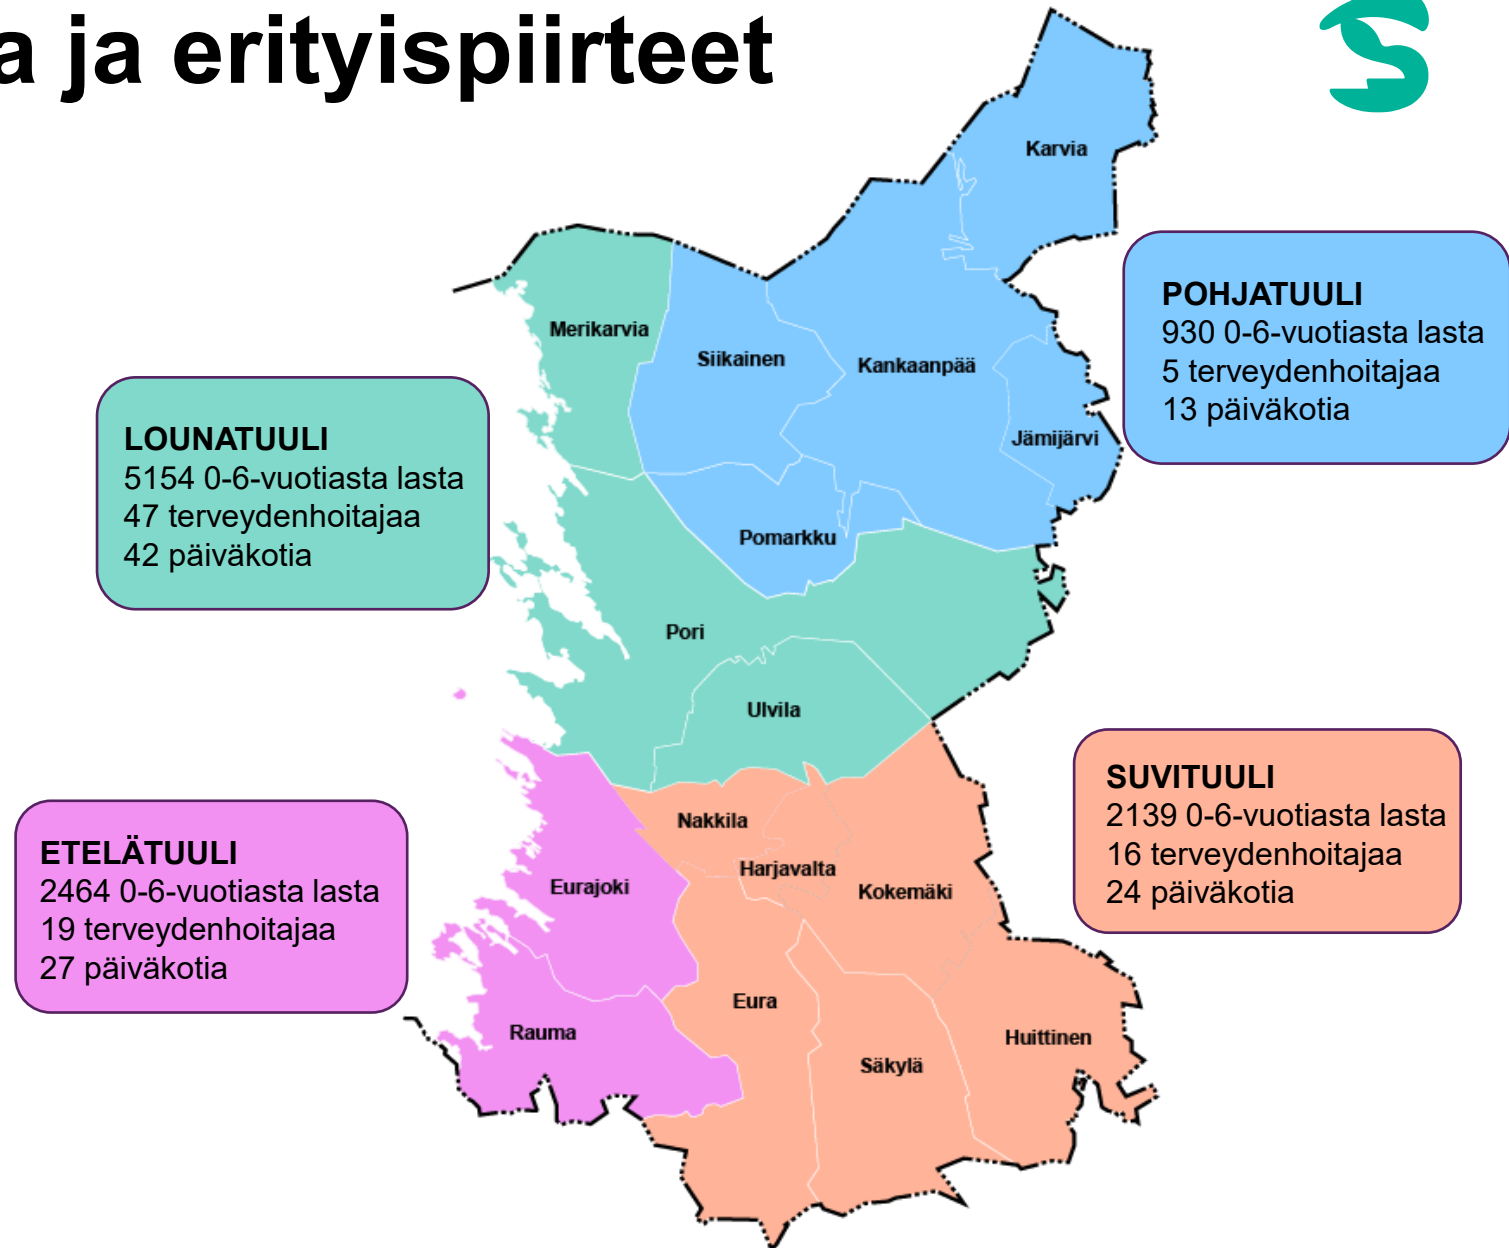 a ja erityispiirteet
Karvia
Merikarvia
Siikainen
Kankaanpää
Jämijärvi
POHJATUULI
930 0-6-vuotiasta lasta
5 terveydenhoitajaa
13 päiväkotia
LOUNATUULI
5154 0-6-vuotiasta lasta
47 terveydenhoitajaa
42 päiväkotia
Pomarkku
Pori
Ulvila
SUVITUULI
2139 0-6-vuotiasta lasta
16 terveydenhoitajaa
24 päiväkotia
Nakkila
Harjavalta
Kokemäki
ETELÄTUULI
2464 0-6-vuotiasta lasta
19 terveydenhoitajaa
27 päiväkotia
Eurajoki
Eura
Rauma
Säkylä
Huittinen